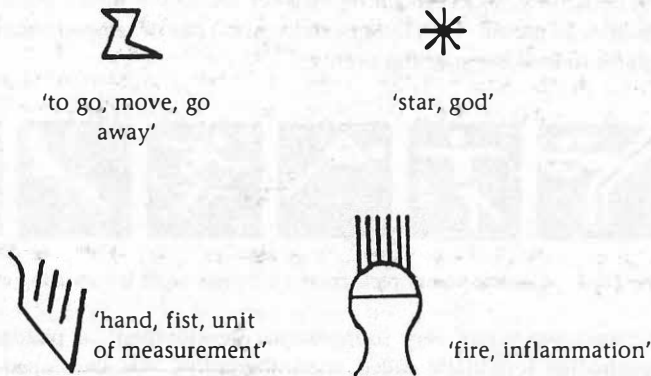 'to go, move, go
away'
'star, god'
'hand, fist, unit
of measurement'
'fire, inflammation'